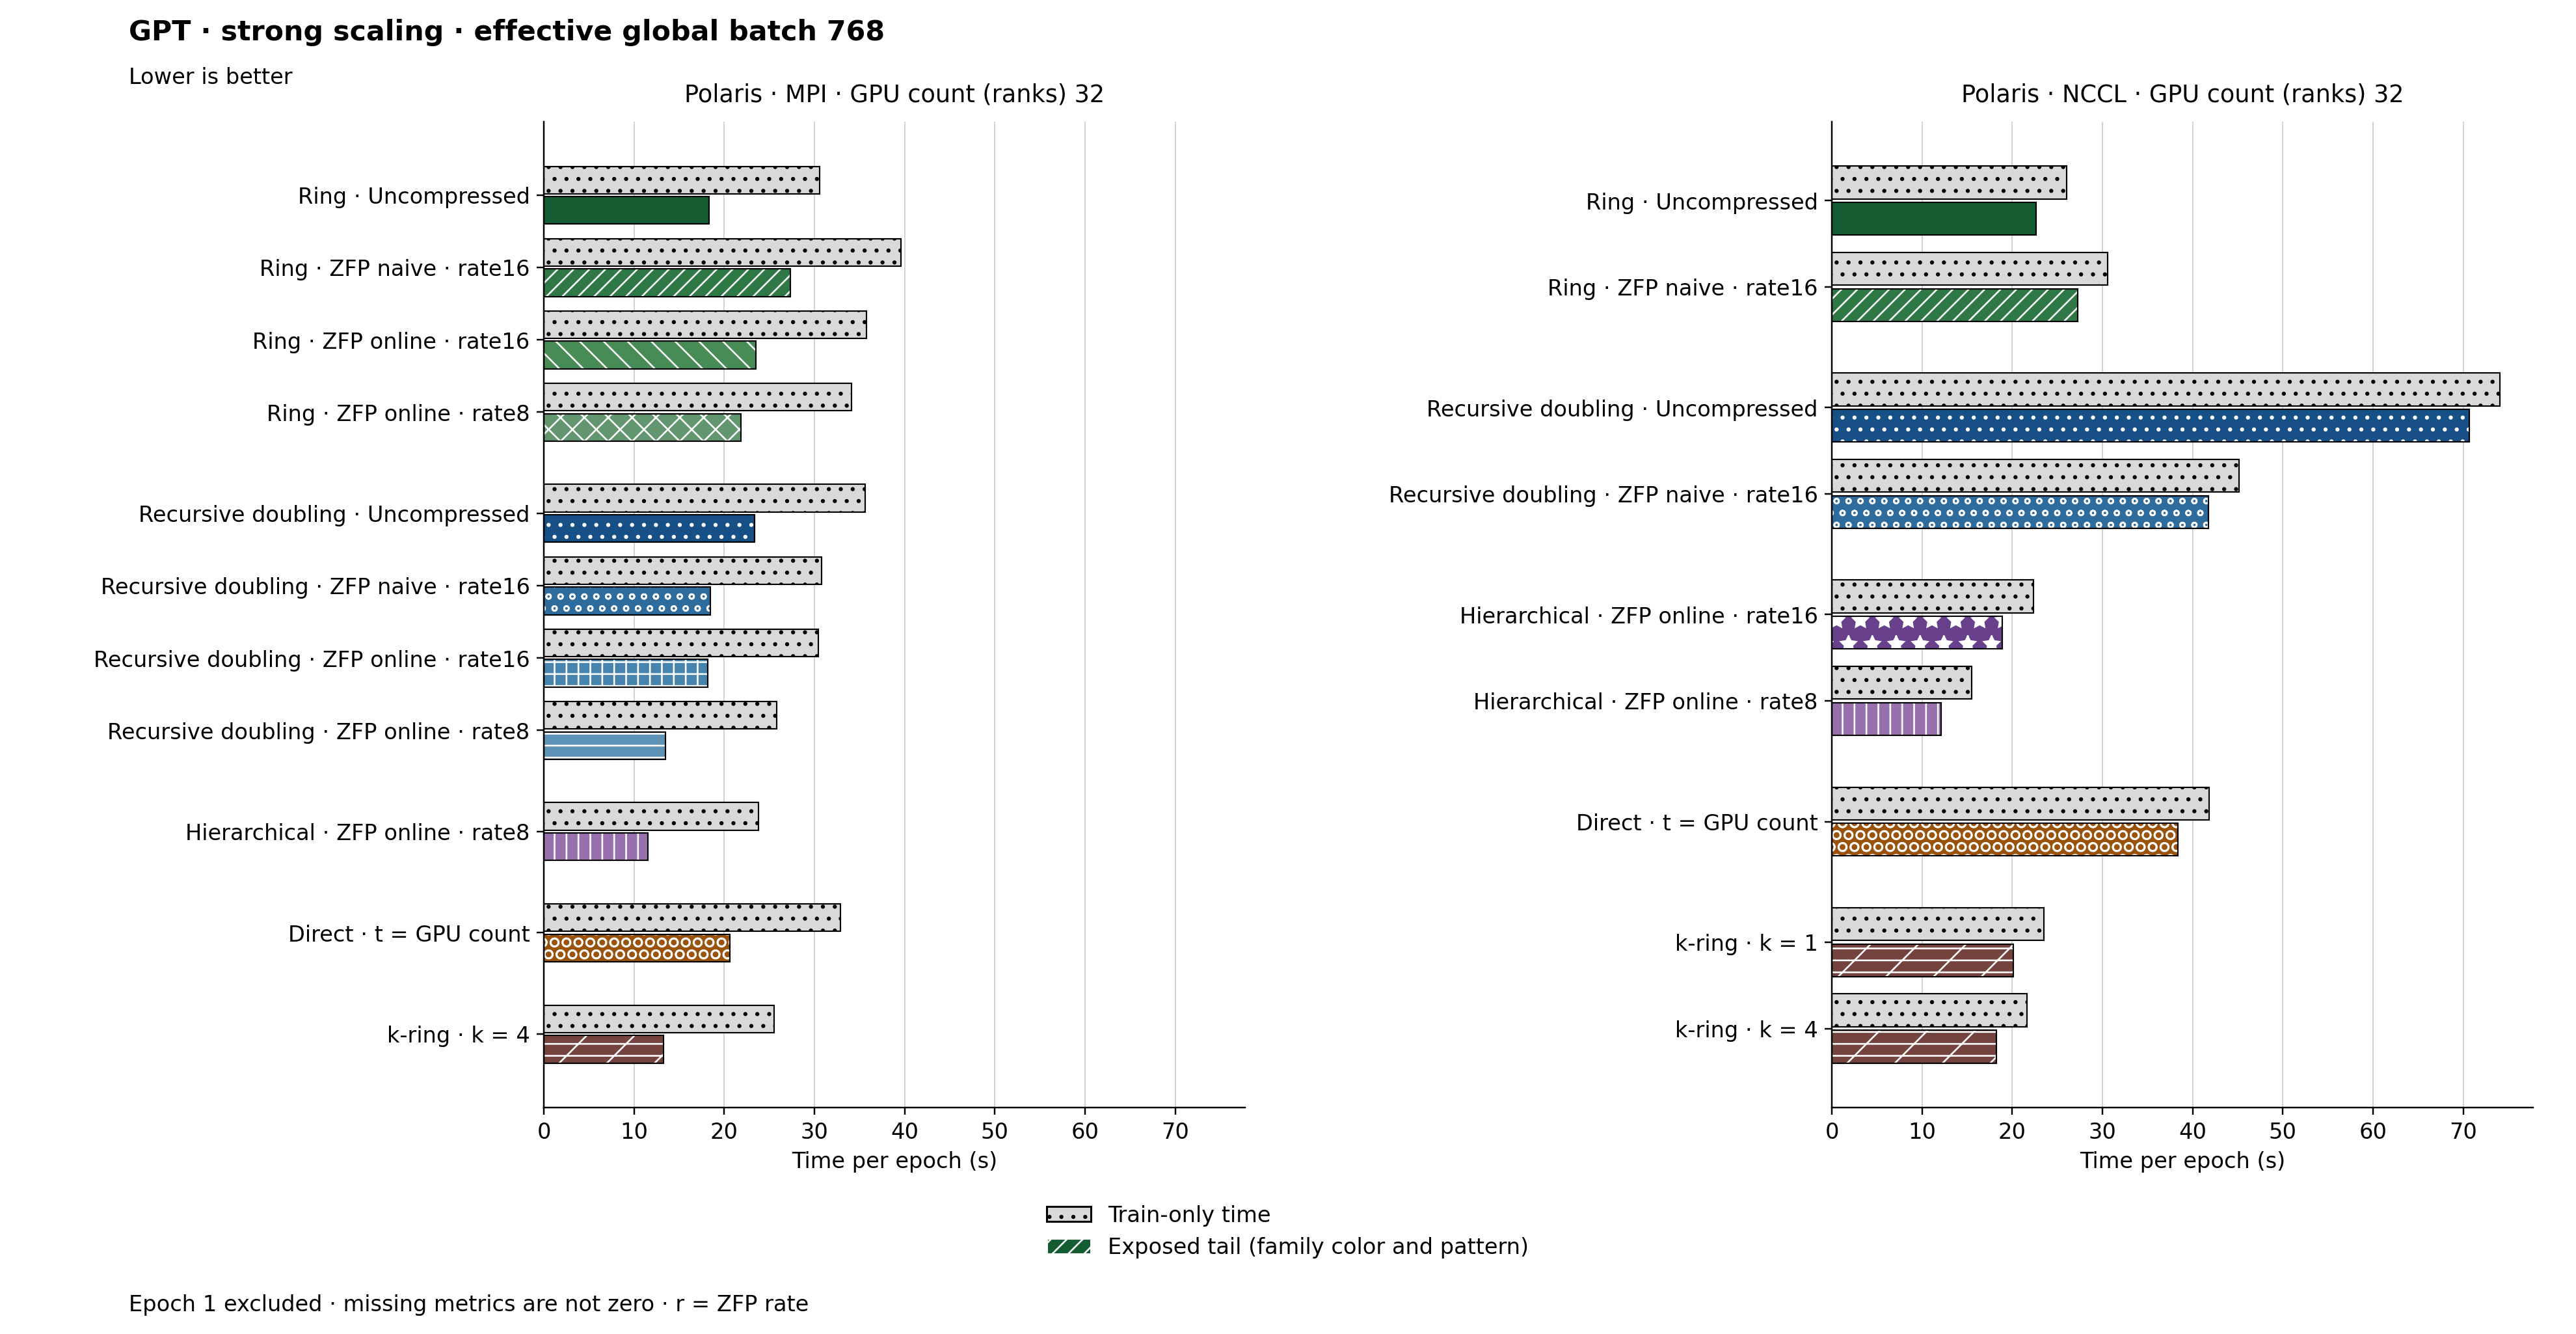 GPT · strong scaling · effective global batch 768
Lower is better
Polaris · MPI · GPU count (ranks) 32
Ring · Uncompressed
Ring · ZFP naive · rate16
Ring · ZFP online · rate16
Ring · ZFP online · rate8
Recursive doubling · Uncompressed
Recursive doubling · ZFP naive · rate16
Recursive doubling · ZFP online · rate16
Recursive doubling · ZFP online · rate8
Hierarchical · ZFP online · rate8
Direct · t = GPU count
k-ring · k = 4
0 10 20 30 40 50 60 70
Time per epoch (s)
Polaris · NCCL · GPU count (ranks) 32
Ring · Uncompressed
Ring · ZFP naive · rate16
Recursive doubling · Uncompressed
Recursive doubling · ZFP naive · rate16
Hierarchical · ZFP online · rate16
Hierarchical · ZFP online · rate8
Direct · t = GPU count
k-ring · k = 1
k-ring · k = 4
0 10 20 30 40 50 60 70
Time per epoch (s)
Train-only time
Exposed tail (family color and pattern)
Epoch 1 excluded · missing metrics are not zero · r = ZFP rate